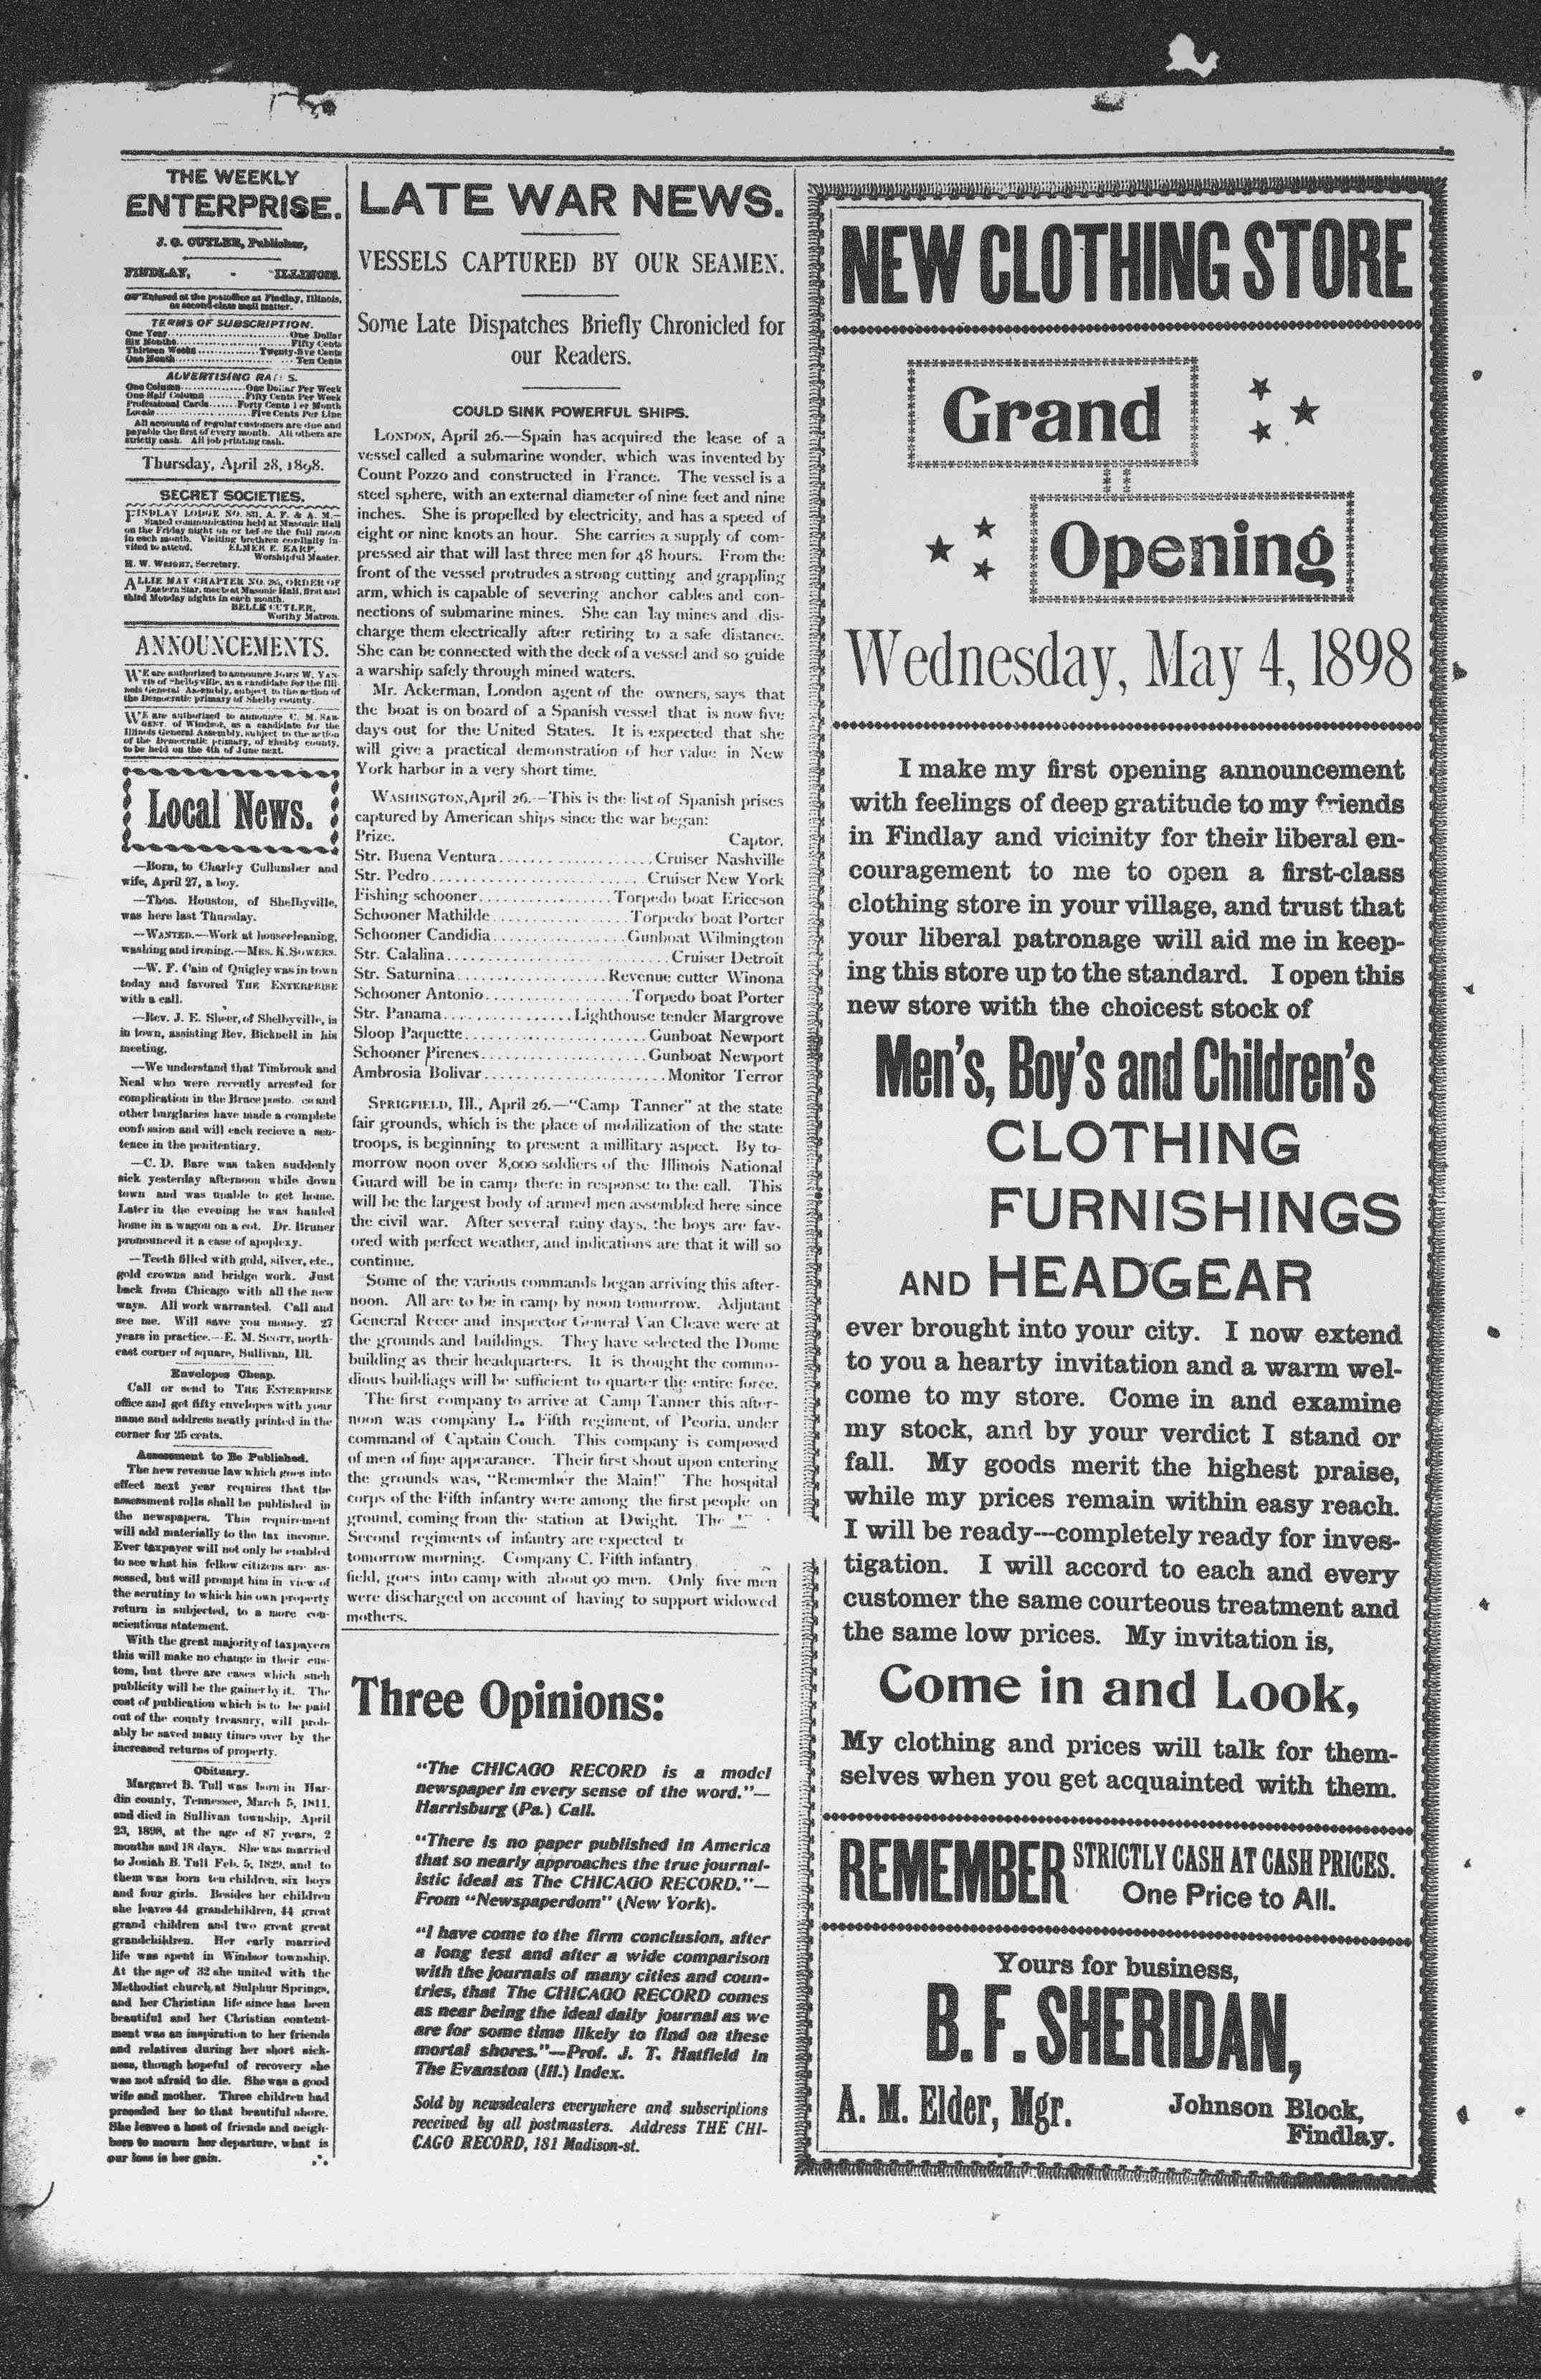 THE WEEKLY
ENTERPRISE.
J. G. CUTLER, Publisher,
FINDLAY, - ILLINOIS.
Entered at the postoffice at Findlay, Illinois,
as second-class mail matter.
TERMS OF SUBSCRIPTION.
One Year..........One Dollar
Six Months..........Fifty Cents
Thirteen Weeks..........Twenty-five Cents
One Month..........Ten Cents
ADVERTISING RATES.
One Column..........One Dollar Per Week
One-Half Column..........Fifty Cents Per Week
Professional Cards......Forty Cents Per Month
Locals..........Five Cents Per Line
All accounts of regular customers are due and
payable the first of every month. All others are
strictly cash. All job printing cash.
Thursday, April 28, 1898.
SECRET SOCIETIES.
FINDLAY LODGE NO. 831, A. F. & A. M.—
Stated communication held at Masonic Hall
on the Friday night on or before the full moon
in each month. Visiting brethren cordially in-
vited to attend. ELMER E. EARP,
Worshipful Master.
H. W. WRIGHT, Secretary.
ALLIE MAY CHAPTER NO. ORDER OF
Eastern Star, meets at Masonic Hall, first and
third Monday nights in each month.
BELLE CUTLER,
Worthy Matron.
ANNOUNCEMENTS.
WE are authorized to announce JOHN W. YAN-
TIS of Shelbyville, as a candidate for the Illi-
nois General Assembly, subject to the action of
the Democratic primary of Shelby county.
WE are authorized to announce C. M. SAR-
GENT, of Windsor, as a candidate for the
Illinois General Assembly, subject to the action
of the Democratic primary, of Shelby county,
to be held on the 4th of June next.
Local News.
—Born, to Charley Cullumber and
wife, April 27, a boy.
—Thos. Houston, of Shelbyville,
was here last Thursday.
—WANTED.—Work at housecleaning,
washing and ironing.—MRS. K. SOWERS.
—W. F. Cain of Quigley was in town
today and favored THE ENTERPRISE
with a call.
—Rev. J. E. Sheer, of Shelbyville, is
in town, assisting Rev. Bicknell in his
meeting.
—We understand that Timbrook and
Neal who were recently arrested for
complication in the Bruce and
other burglaries have made a complete
confession and will each recieve a sen-
tence in the penitentiary.
—C. D. Bare was taken suddenly
sick yesterday afternoon while down
town and was unable to get home.
Later in the evening he was hauled
home in a wagon on a cot. Dr. Bruner
pronounced it a case of apoplexy.
—Teeth filled with gold, silver, etc.,
gold crowns and bridge work. Just
back from Chicago with all the new
ways. All work warranted. Call and
see me. Will save you money. 27
years in practice.—E. M. SCOTT, north-
east corner of square, Sullivan, Ill.
Envelopes Cheap.
Call or send to THE ENTERPRISE
office and get fifty envelopes with your
name and address neatly printed in the
corner for 25 cents.
Assessment to Be Published.
The new revenue law which goes into
effect next year requires that the
assessment rolls shall be published in
the newspapers. This requirement
will add materially to the tax income.
Ever taxpayer will not only be enabled
to see what his fellow citizens are as-
sessed, but will prompt him in view of
the scrutiny to which his own property
return is subjected, to a more con-
scientious statement.
With the great majority of taxpayers
this will make no change in their cus-
tom, but there are cases which such
publicity will be the gainer by it. The
cost of publication which is to be paid
out of the county treasury, will prob-
ably be saved many times over by the
increased returns of property.
Obituary.
Margaret B. Tull was born in Har-
din county, Tennessee, March 5, 1811,
and died in Sullivan township, April
23, 1898, at the age of 87 years, 2
months and 18 days. She was married
to Josiah B. Tull Feb. 5, 1829, and to
them was born ten children, six boys
and four girls. Besides her children
she leaves 44 grandchildren, 44 great
grand children and two great great
grandchildren. Her early married
life was spent in Windsor township.
At the age of 32 she united with the
Methodist church at Sulphur Springs,
and her Christian life since has been
beautiful and her Christian content-
ment was an inspiration to her friends
and relatives during her short sick-
ness, though hopeful of recovery she
was not afraid to die. She was a good
wife and mother. Three children had
preceded her to that beautiful shore.
She leaves a host of friends and neigh-
bors to mourn her departure, what is
our loss is her gain.
LATE WAR NEWS.
VESSELS CAPTURED BY OUR SEAMEN.
Some Late Dispatches Briefly Chronicled for
our Readers.
COULD SINK POWERFUL SHIPS.
LONDON, April 26.—Spain has acquired the lease of a
vessel called a submarine wonder, which was invented by
Count Pozzo and constructed in France. The vessel is a
steel sphere, with an external diameter of nine feet and nine
inches. She is propelled by electricity, and has a speed of
eight or nine knots an hour. She carries a supply of com-
pressed air that will last three men for 48 hours. From the
front of the vessel protrudes a strong cutting and grappling
arm, which is capable of severing anchor cables and con-
nections of submarine mines. She can lay mines and dis-
charge them electrically after retiring to a safe distance.
She can be connected with the deck of a vessel and so guide
a warship safely through mined waters.
Mr. Ackerman, London agent of the owners, says that
the boat is on board of a Spanish vessel that is now five
days out for the United States. It is expected that she
will give a practical demonstration of her value in New
York harbor in a very short time.
WASHINGTON, April 26.—This is the list of Spanish prises
captured by American ships since the war began:
Prize. Captor.
Str. Buena Ventura..........Cruiser Nashville
Str. Pedro..........Cruiser New York
Fishing schooner..........Torpedo boat Ericcson
Schooner Mathilde..........Torpedo boat Porter
Schooner Candidia..........Gunboat Wilmington
Str. Calalina..........Cruiser Detroit
Str. Saturnina..........Revenue cutter Winona
Schooner Antonio..........Torpedo boat Porter
Str. Panama..........Lighthouse tender Margrove
Sloop Paquette..........Gunboat Newport
Schooner Pirenes..........Gunboat Newport
Ambrosia Bolivar..........Monitor Terror
SPRIGFIELD, Ill., April 26.—"Camp Tanner" at the state
fair grounds, which is the place of mobilization of the state
troops, is beginning to present a millitary aspect. By to-
morrow noon over 8,000 soldiers of the Illinois National
Guard will be in camp there in response to the call. This
will be the largest body of armed men assembled here since
the civil war. After several rainy days, the boys are fav-
ored with perfect weather, and indications are that it will so
continue.
Some of the various commands began arriving this after-
noon. All are to be in camp by noon tomorrow. Adjutant
General Reece and inspector General Van Cleave were at
the grounds and buildings. They have selected the Dome
building as their headquarters. It is thought the commo-
dious buildings will be sufficient to quarter the entire force.
The first company to arrive at Camp Tanner this after-
noon was company L, Fifth regiment, of Peoria, under
command of Captain Couch. This company is composed
of men of fine appearance. Their first shout upon entering
the grounds was, "Remember the Main!" The hospital
corps of the Fifth infantry were among the first people on
ground, coming from the station at Dwight. The
Second regiments of infantry are expected
tomorrow morning. Company C, Fifth infantry,
field, goes into camp with about 90 men. Only five men
were discharged on account of having to support widowed
mothers.
Three Opinions:
"The CHICAGO RECORD is a model
newspaper in every sense of the word."—
Harrisburg (Pa.) Call.
"There is no paper published in America
that so nearly approaches the true journal-
istic ideal as The CHICAGO RECORD."—
From "Newspaperdom" (New York).
"I have come to the firm conclusion, after
a long test and after a wide comparison
with the journals of many cities and coun-
tries, that The CHICAGO RECORD comes
as near being the ideal daily journal as we
are for some time likely to find on these
mortal shores."—Prof. J. T. Hatfield in
The Evanston (Ill.) Index.
Sold by newsdealers everywhere and subscriptions
received by all postmasters. Address THE CHI-
CAGO RECORD, 181 Madison-st.
NEW CLOTHING STORE
Grand
Opening
Wednesday, May 4, 1898
I make my first opening announcement
with feelings of deep gratitude to my friends
in Findlay and vicinity for their liberal en-
couragement to me to open a first-class
clothing store in your village, and trust that
your liberal patronage will aid me in keep-
ing this store up to the standard. I open this
new store with the choicest stock of
Men's, Boy's and Children's
CLOTHING
FURNISHINGS
AND HEADGEAR
ever brought into your city. I now extend
to you a hearty invitation and a warm wel-
come to my store. Come in and examine
my stock, and by your verdict I stand or
fall. My goods merit the highest praise,
while my prices remain within easy reach.
I will be ready---completely ready for inves-
tigation. I will accord to each and every
customer the same courteous treatment and
the same low prices. My invitation is,
Come in and Look,
My clothing and prices will talk for them-
selves when you get acquainted with them.
REMEMBER STRICTLY CASH AT CASH PRICES.
One Price to All.
Yours for business,
B. F. SHERIDAN,
A. M. Elder, Mgr. Johnson Block,
Findlay.